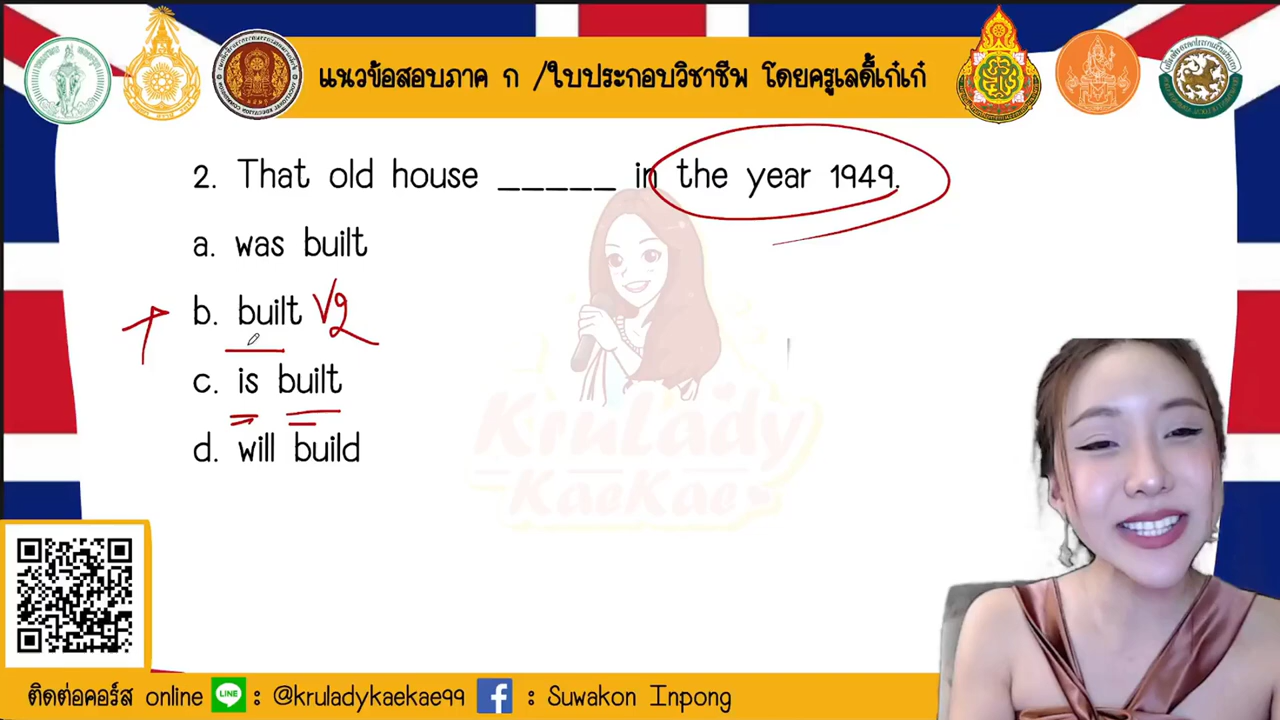 แนวข้อสอบภาค ก /ใบประกอบวิชาชีพ โดยครูเลดี้เก๋เก๋
2. That old house _____ in the year 1949.
a. was built
b. built V2
c. is built
d. will build
KruLady
KaeKae
ติดต่อคอร์ส online LINE : @kruladykaekae99 f : Suwakon Inpong